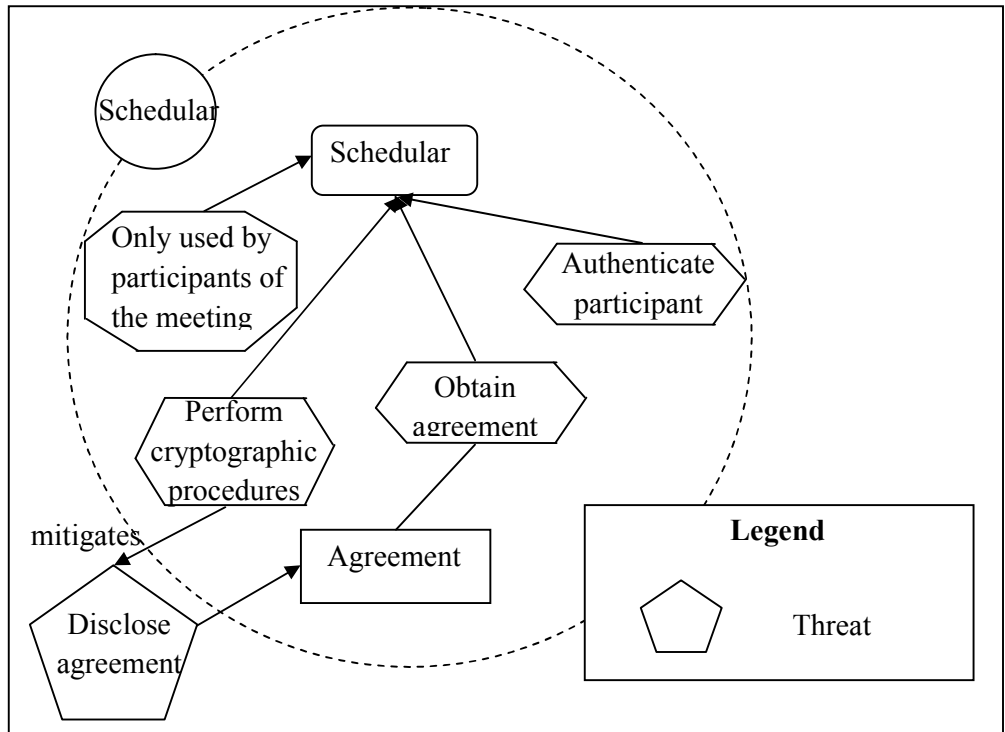 Schedular
Schedular
Only used by
participants of
the meeting
Authenticate
participant
Perform
cryptographic
procedures
Obtain
agreement
mitigates
Agreement
Disclose
agreement
Legend
Threat